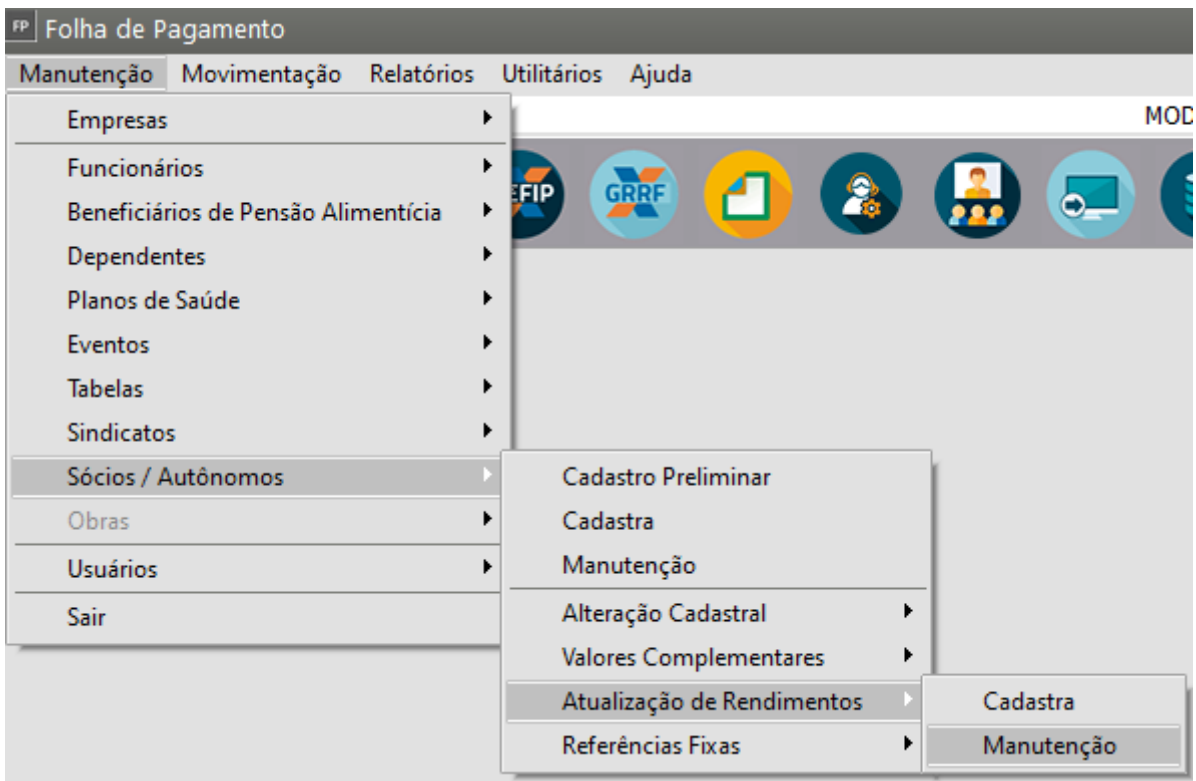 FP Folha de Pagamento
Manutenção Movimentação Relatórios Utilitários Ajuda
Empresas
MOD
Funcionários
EFIP GRRF
Beneficiários de Pensão Alimentícia
Dependentes
Planos de Saúde
Eventos
Tabelas
Sindicatos
Sócios / Autônomos
Obras
Usuários
Sair
Cadastro Preliminar
Cadastra
Manutenção
Alteração Cadastral
Valores Complementares
Atualização de Rendimentos
Referências Fixas
Cadastra
Manutenção